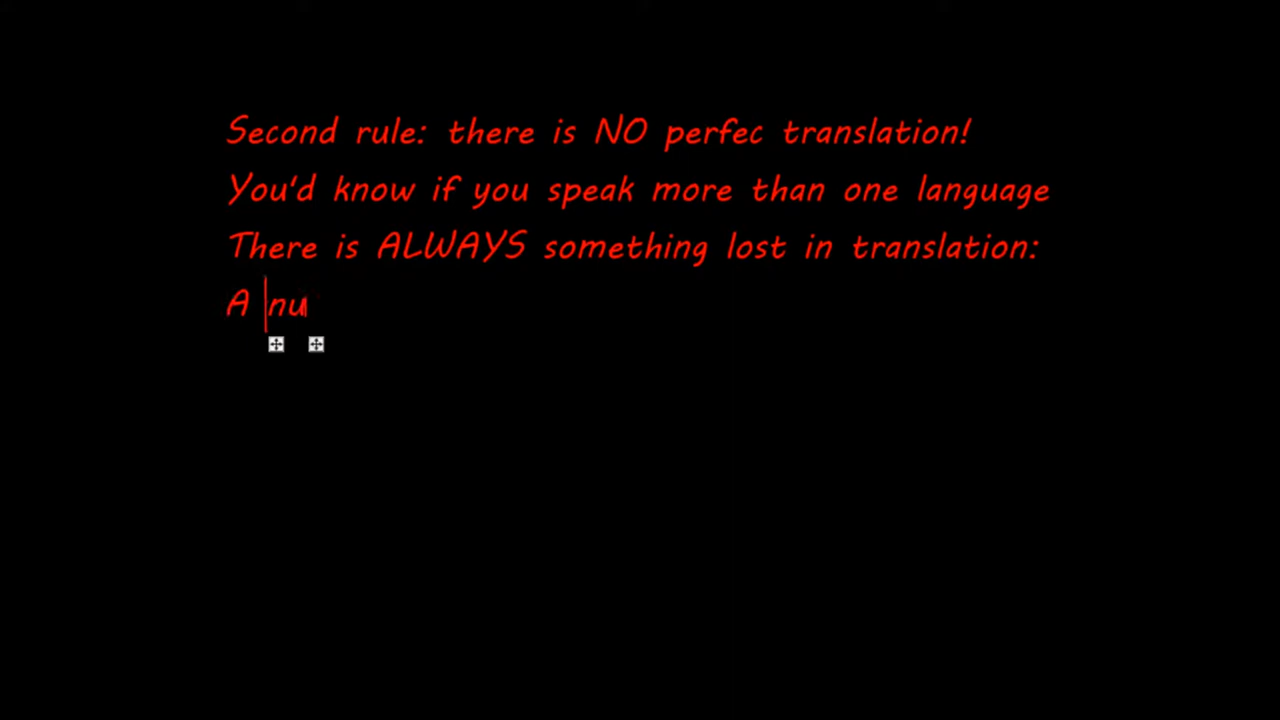 Second rule: there is NO perfec translation!
You'd know if you speak more than one language
There is ALWAYS something lost in translation:
A nu